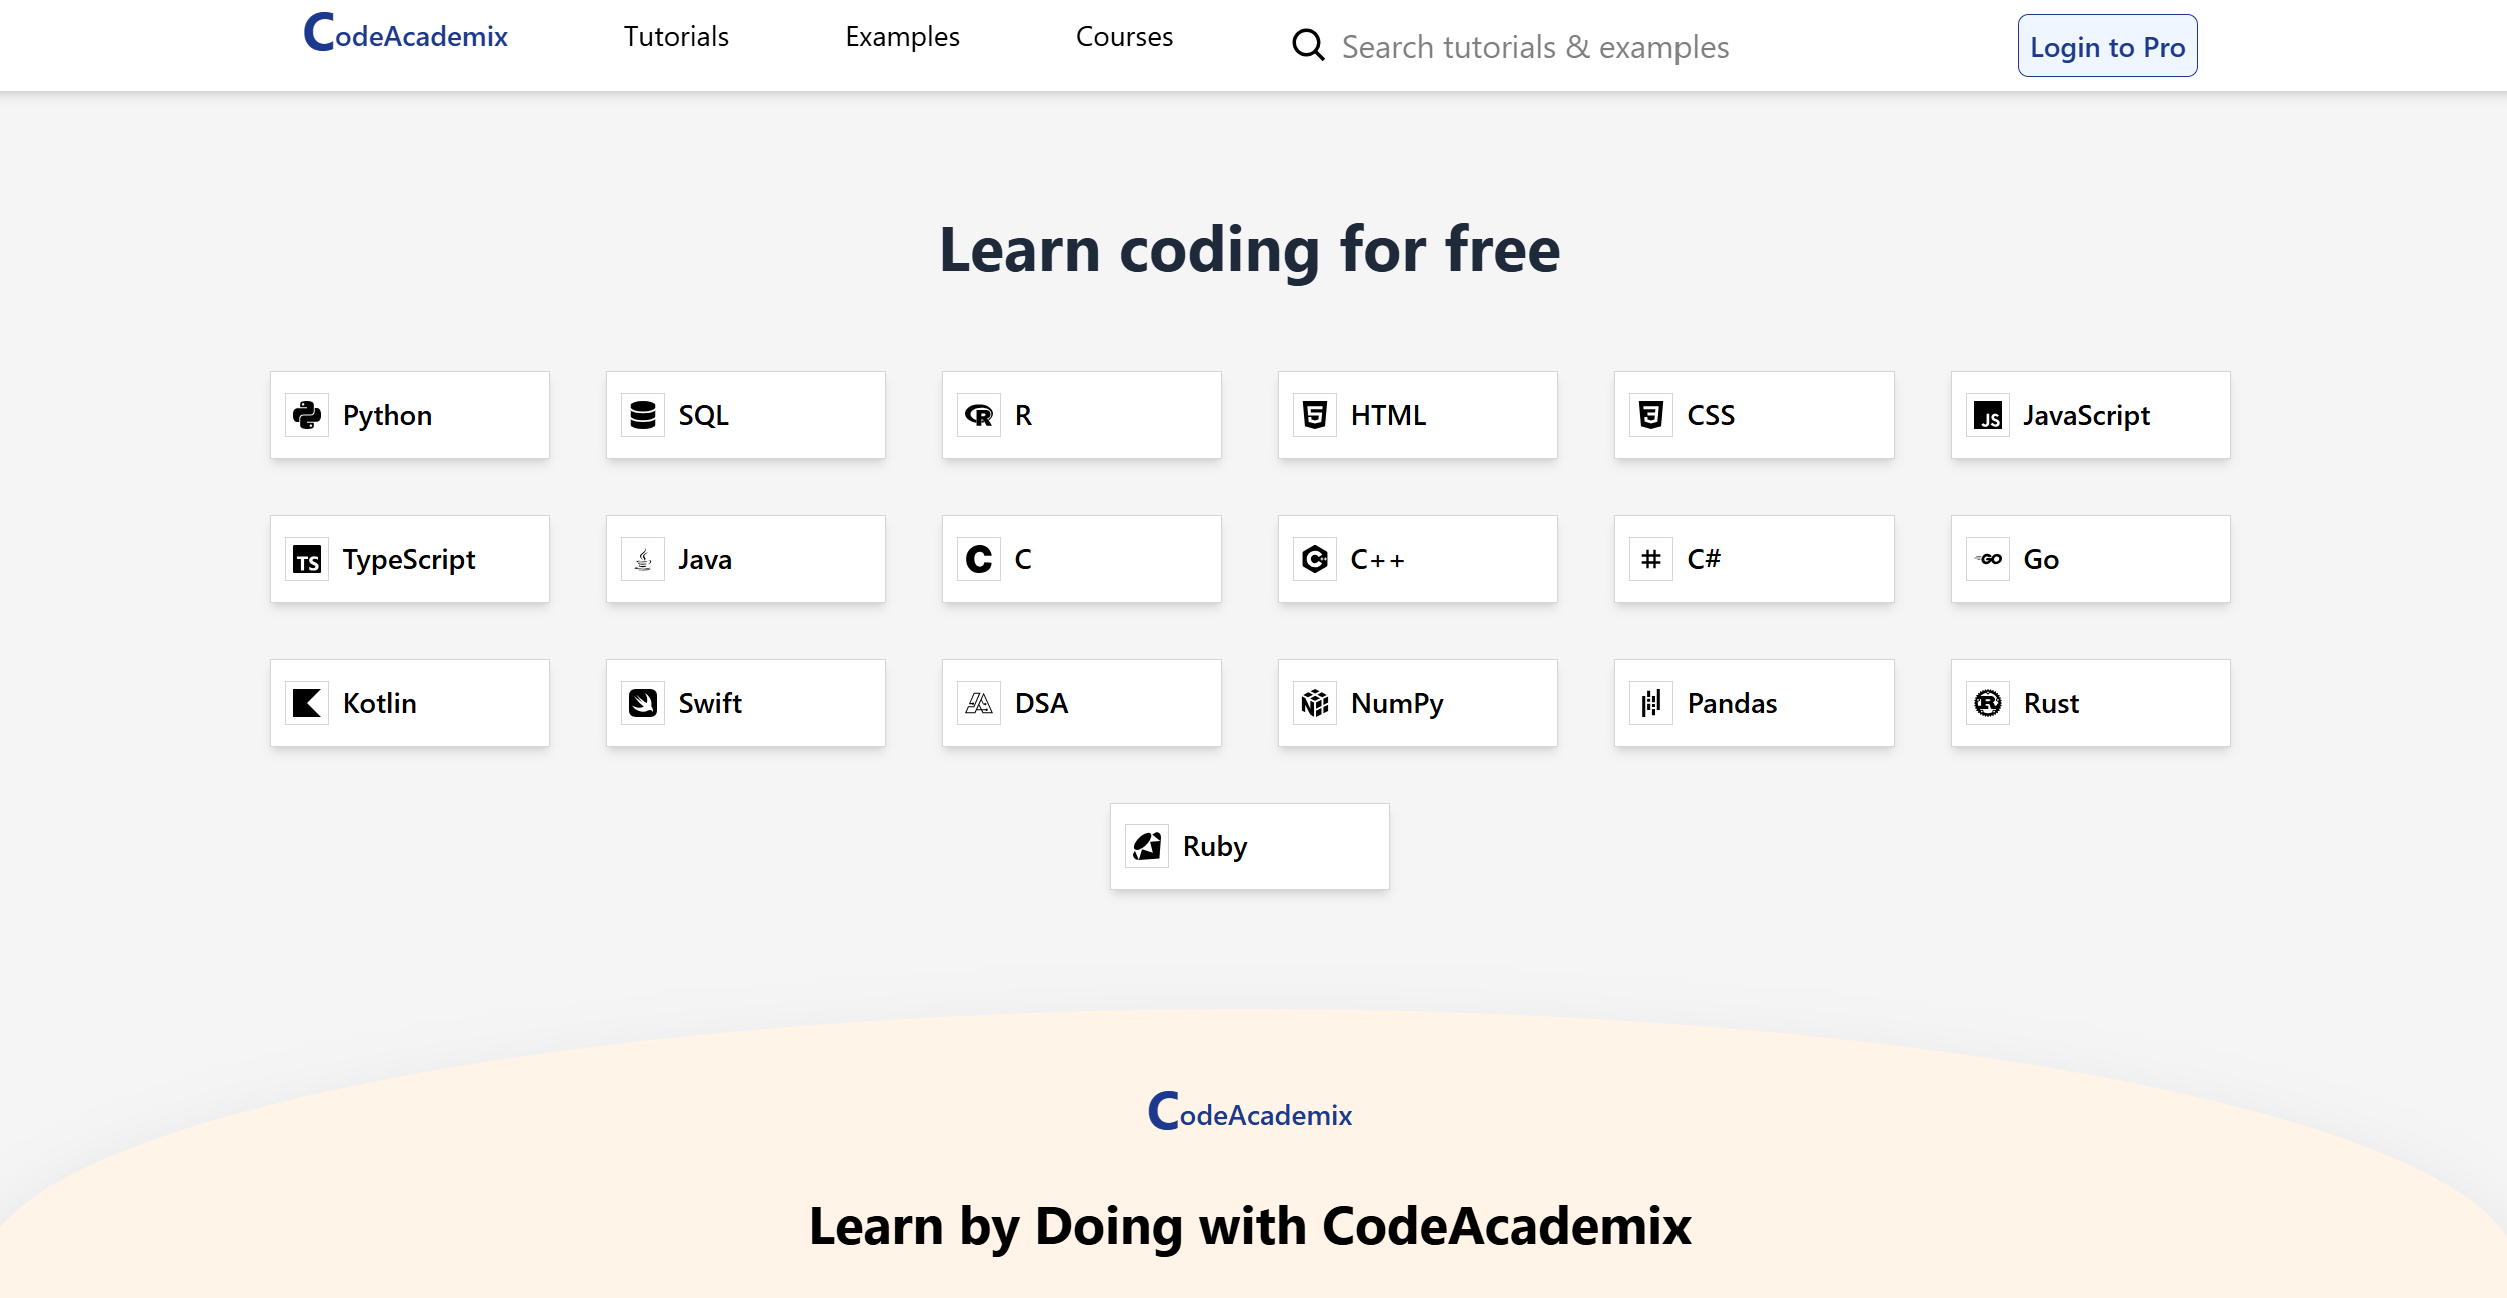 CodeAcademix Tutorials Examples Courses Search tutorials & examples Login to Pro
Learn coding for free
Python SQL R HTML CSS JS JavaScript
TS TypeScript Java C C++ C# GO Go
Kotlin Swift DSA NumPy Pandas Rust
Ruby
CodeAcademix
Learn by Doing with CodeAcademix